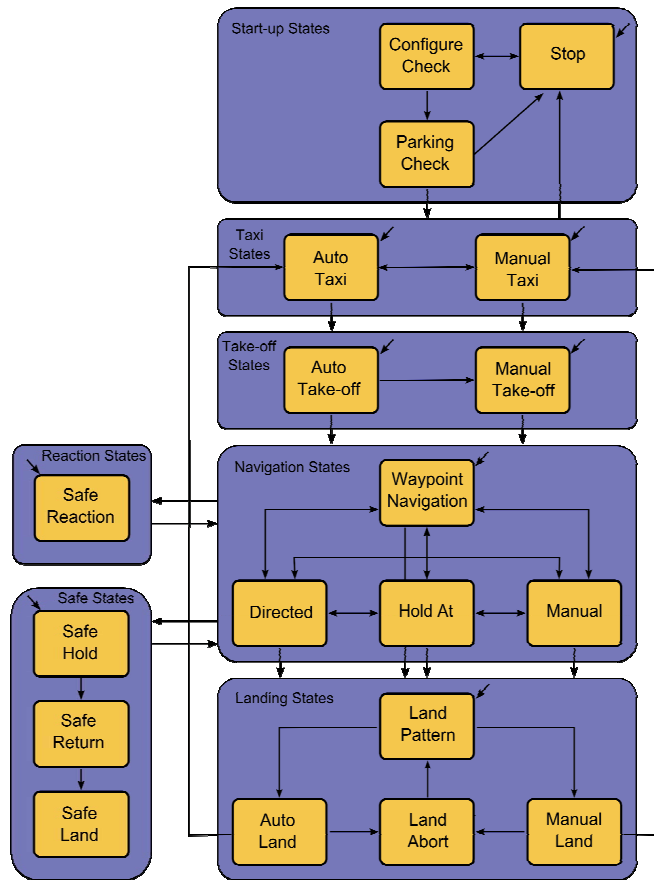 Start-up States
Configure
Check
Stop
Parking
Check
Taxi
States
Auto
Taxi
Manual
Taxi
Take-off
States
Auto
Take-off
Manual
Take-off
Reaction States
Safe
Reaction
Navigation States
Waypoint
Navigation
Directed
Hold At
Manual
Safe States
Safe
Hold
Safe
Return
Safe
Land
Landing States
Land
Pattern
Auto
Land
Land
Abort
Manual
Land